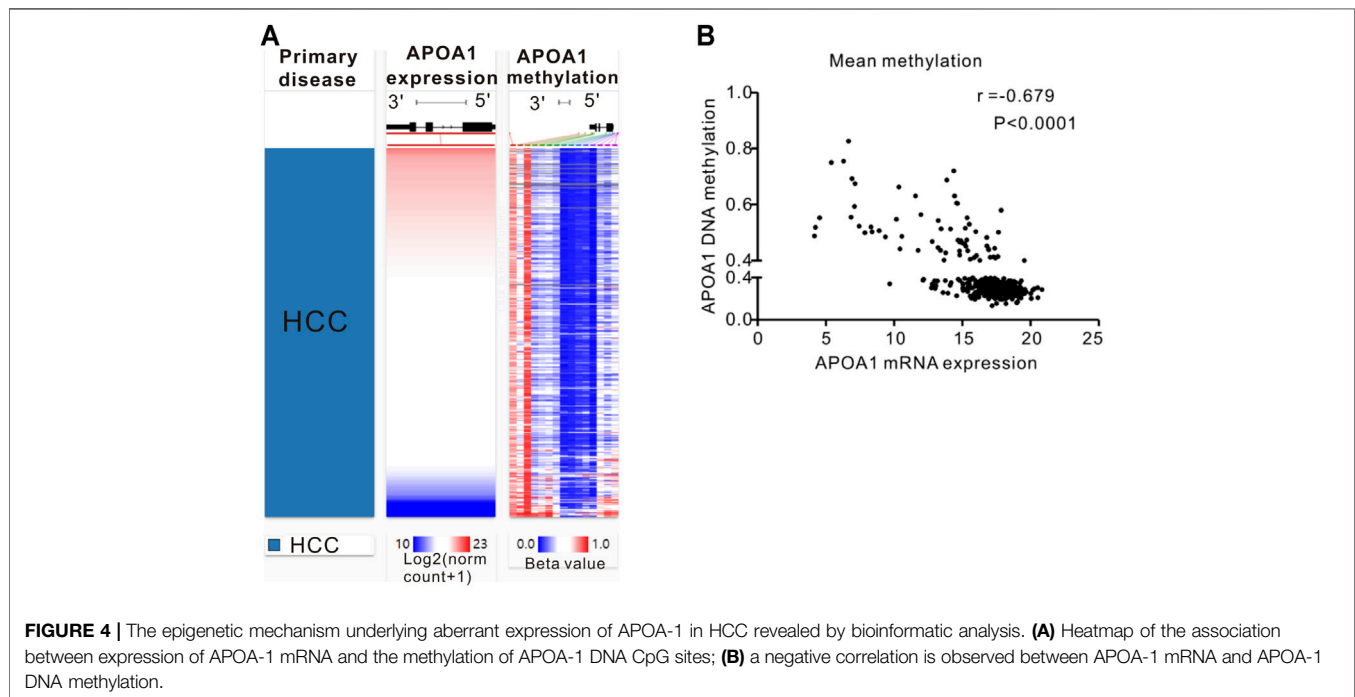 A
Primary
disease
APOA1
expression
APOA1
methylation
3' 5'
3' 5'
HCC
HCC
10 23
Log2(norm
count+1)
0.0 1.0
Beta value
B
Mean methylation
r =-0.679
P<0.0001
APOA1 DNA methylation
1.0
0.8
0.6
0.4
0.4
0.0
0 5 10 15 20 25
APOA1 mRNA expression
FIGURE 4 | The epigenetic mechanism underlying aberrant expression of APOA-1 in HCC revealed by bioinformatic analysis. (A) Heatmap of the association
between expression of APOA-1 mRNA and the methylation of APOA-1 DNA CpG sites; (B) a negative correlation is observed between APOA-1 mRNA and APOA-1
DNA methylation.